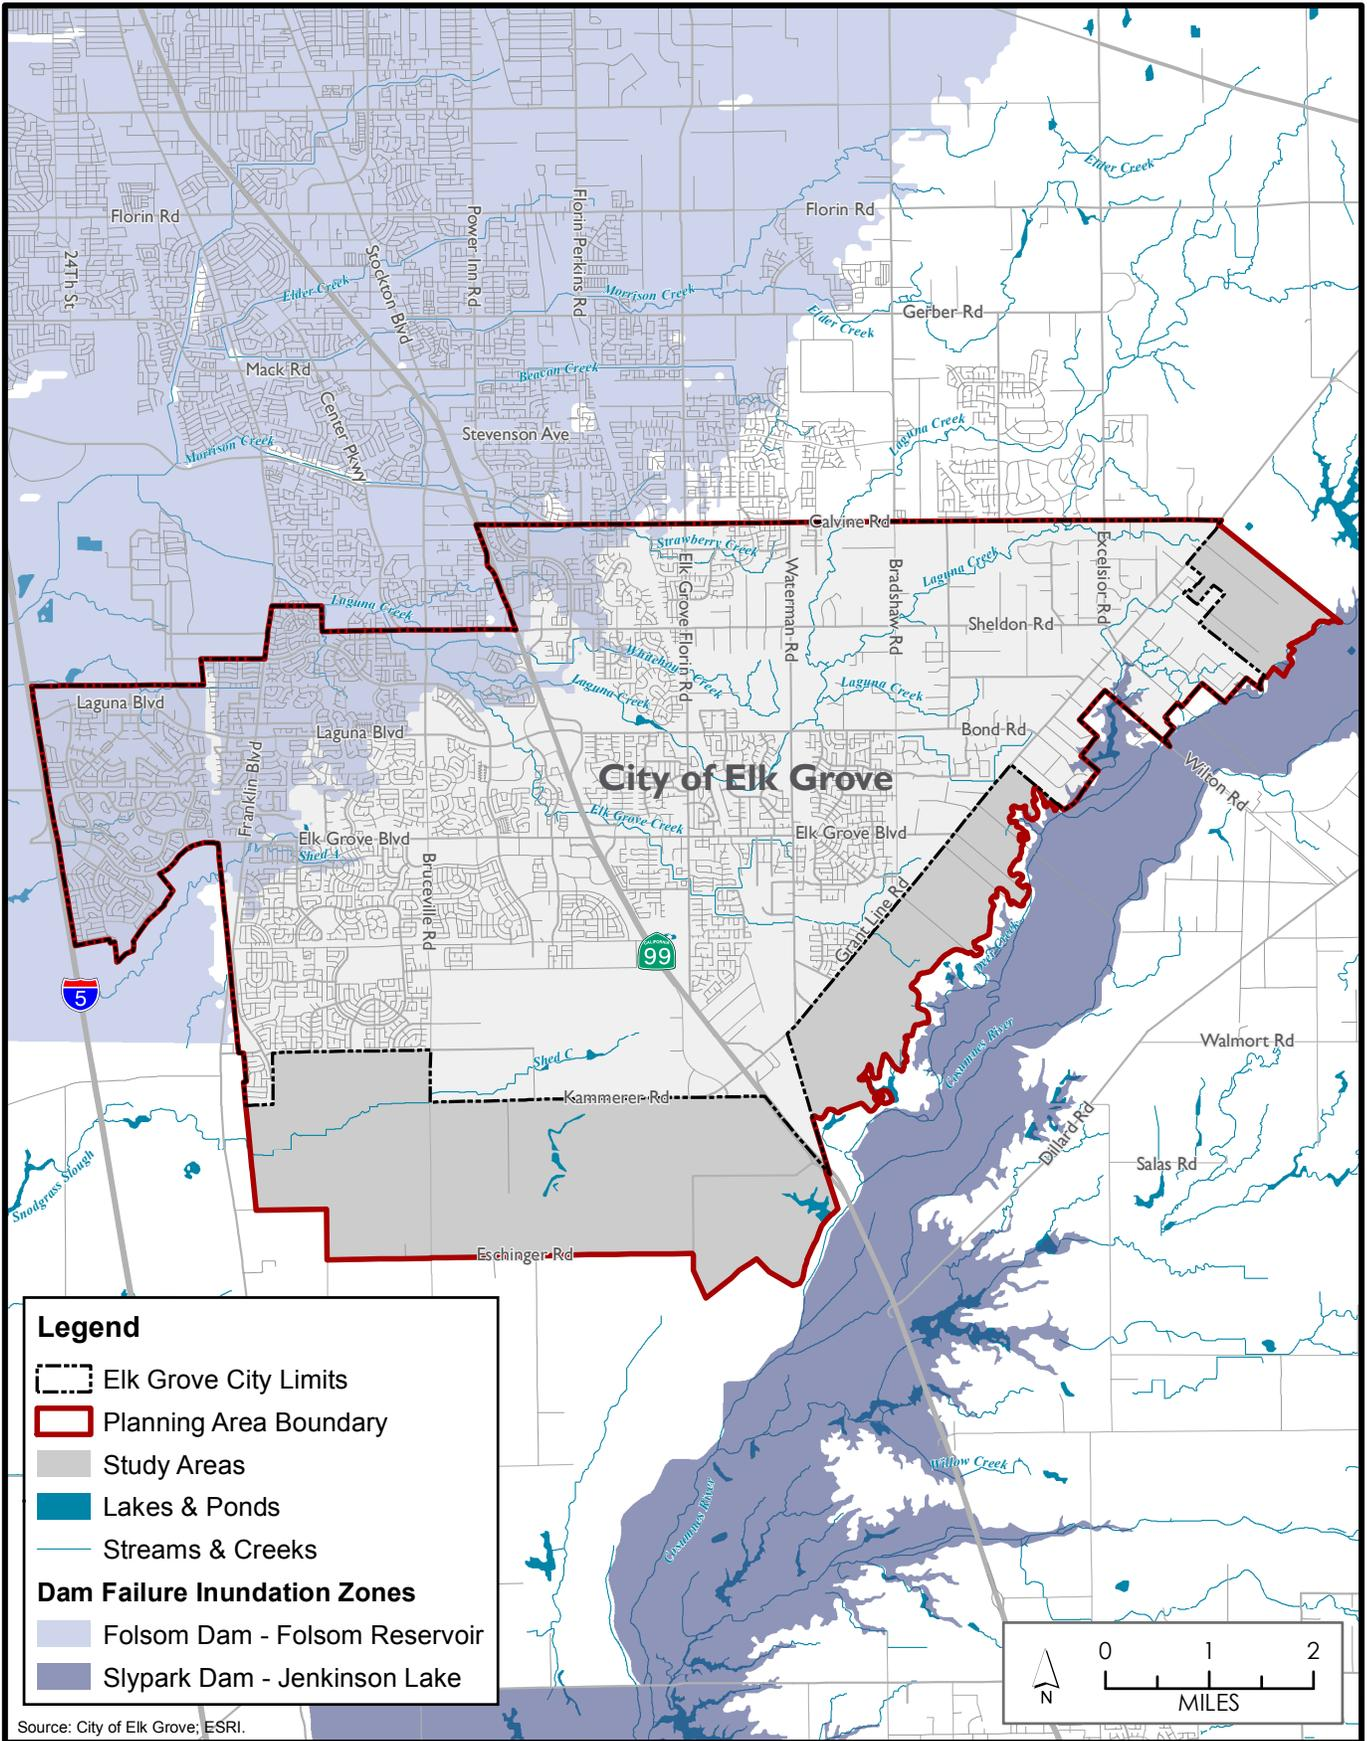 Elder Creek
Florin Rd
Florin Rd
24Th St
Power Inn Rd
Florin Perkins Rd
Stockton Blvd
Elder Creek
Morrison Creek
Elder Creek
Gerber Rd
Mack Rd
Beacon Creek
Center Pkwy
Stevenson Ave
Morrison Creek
Laguna Creek
Calvine Rd
Strawberry Creek
Elk Grove-Florin Rd
Waterman Rd
Bradshaw Rd
Laguna Creek
Excelsior Rd
Laguna Creek
Sheldon Rd
Whitehouse Creek
Laguna Creek
Laguna Creek
Laguna Blvd
Laguna Blvd
Franklin Blvd
Bond Rd
City of Elk Grove
Wilton Rd
Elk Grove Creek
Elk Grove Blvd
Elk Grove Blvd
Shed A
Bruceville Rd
Grant Line Rd
CALIFORNIA
99
Deer Creek
5
Cosumnes River
Walmort Rd
Shed C
Kammerer Rd
Dillard Rd
Salas Rd
Snodgrass Slough
Eschinger Rd
Willow Creek
Cosumnes River
Legend
Elk Grove City Limits
Planning Area Boundary
Study Areas
Lakes & Ponds
Streams & Creeks
Dam Failure Inundation Zones
Folsom Dam - Folsom Reservoir
Slypark Dam - Jenkinson Lake
N
0 1 2
MILES
Source: City of Elk Grove; ESRI.